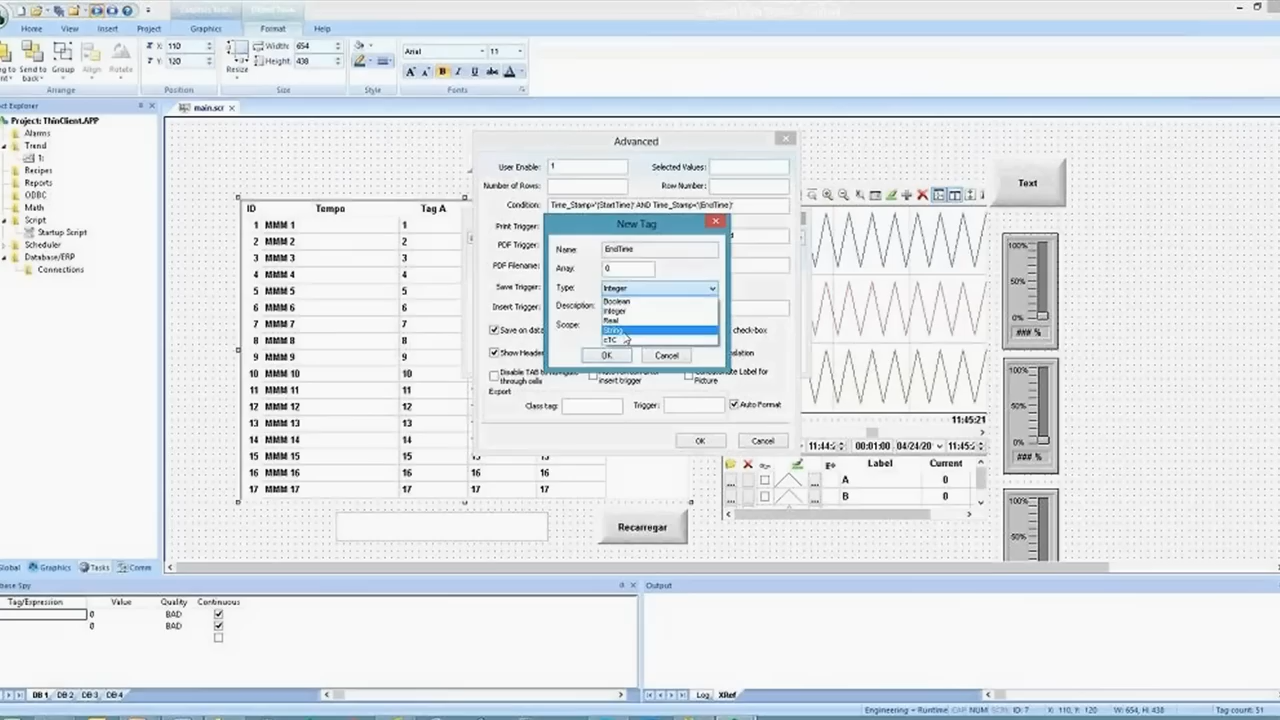 Home View Insert Project Graphics Format Help
X: 110
Y: 120
Width: 654
Height: 438
Resize
Arial 11
Send to back
Group Align Rotate
Arrange Position Size Style Fonts
main.scr
Project: ThinClient.APP
Alarms
Trend
1:
Recipes
Reports
ODBC
Math
Script
Startup Script
Scheduler
Database/ERP
Connections
Graphics Tasks Comm
ID Tempo Tag A
1 MMM 1 1
2 MMM 2 2
3 MMM 3 3
4 MMM 4 4
5 MMM 5 5
6 MMM 6 6
7 MMM 7 7
8 MMM 8 8
9 MMM 9 9
10 MMM 10 10
11 MMM 11 11
12 MMM 12 12
13 MMM 13 13
14 MMM 14 14
15 MMM 15 15 15 15
16 MMM 16 16 16 16
17 MMM 17 17 17 17
Recarregar
Advanced
User Enable: 1 Selected Values:
Number of Rows: Row Number:
Condition: Time_Stamp>'{StartTime}' AND Time_Stamp<'{EndTime}'
Print Trigger:
PDF Trigger:
PDF Filename:
Save Trigger:
Insert Trigger:
Save on data
check-box
Show Header
Disable TAB to navigate through cells
insert trigger
Label for Picture
Export
Class tag: Trigger: Auto Format
OK Cancel
New Tag
Name: EndTime
Array: 0
Type: Integer
Boolean
Integer
Real
String
Description:
Scope:
OK Cancel
Text
100%
50%
0%
### %
100%
50%
0%
### %
100%
50%
11:45:21
00:01:00 04/24/20
Label Current
A 0
B 0
Tag/Expression Value Quality Continuous
0 BAD
0 BAD
DB 1 DB 2 DB 3 DB 4
Output
Log XRef
Engineering + Runtime CAP NUM ID: 7 X: 110, Y: 120 W: 654, H: 438 Tag count: 51